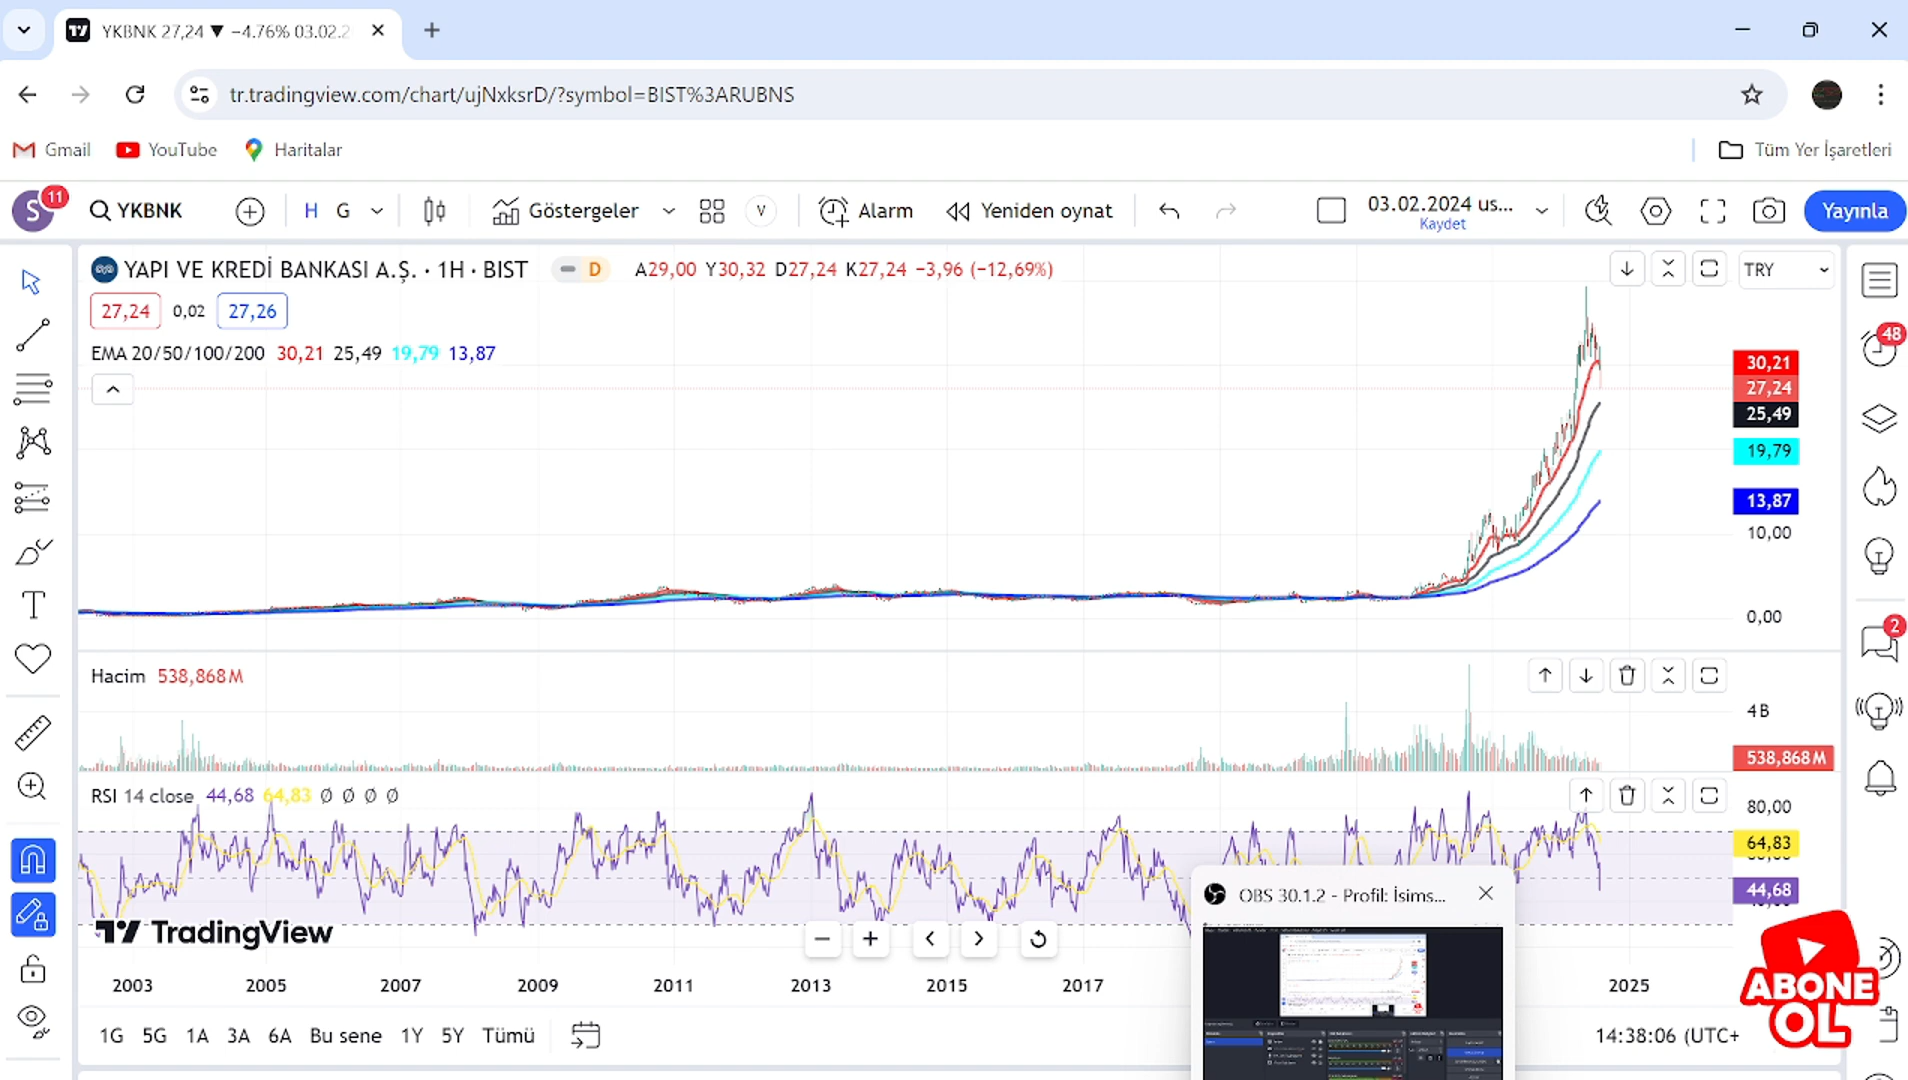 YKBNK 27,24 ▼ −4.76% 03.02.2
tr.tradingview.com/chart/ujNxksrD/?symbol=BIST%3ARUBNS
Gmail YouTube Haritalar Tüm Yer İşaretleri
S 11 YKBNK H G Göstergeler V Alarm Yeniden oynat 03.02.2024 us... Yayınla
Kaydet
YAPI VE KREDİ BANKASI A.Ş. · 1H · BIST D A29,00 Y30,32 D27,24 K27,24 −3,96 (−12,69%) TRY
27,24 0,02 27,26
48
EMA 20/50/100/200 30,21 25,49 19,79 13,87
30,21
27,24
25,49
19,79
13,87
10,00
0,00
2
Hacim 538,868M
4B
538,868M
RSI 14 close 44,68 64,83 Ø Ø Ø Ø
80,00
64,83
44,68
OBS 30.1.2 - Profil: İsims...
TradingView
2003 2005 2007 2009 2011 2013 2015 2017 2025
ABONE
OL
1G 5G 1A 3A 6A Bu sene 1Y 5Y Tümü 14:38:06 (UTC+